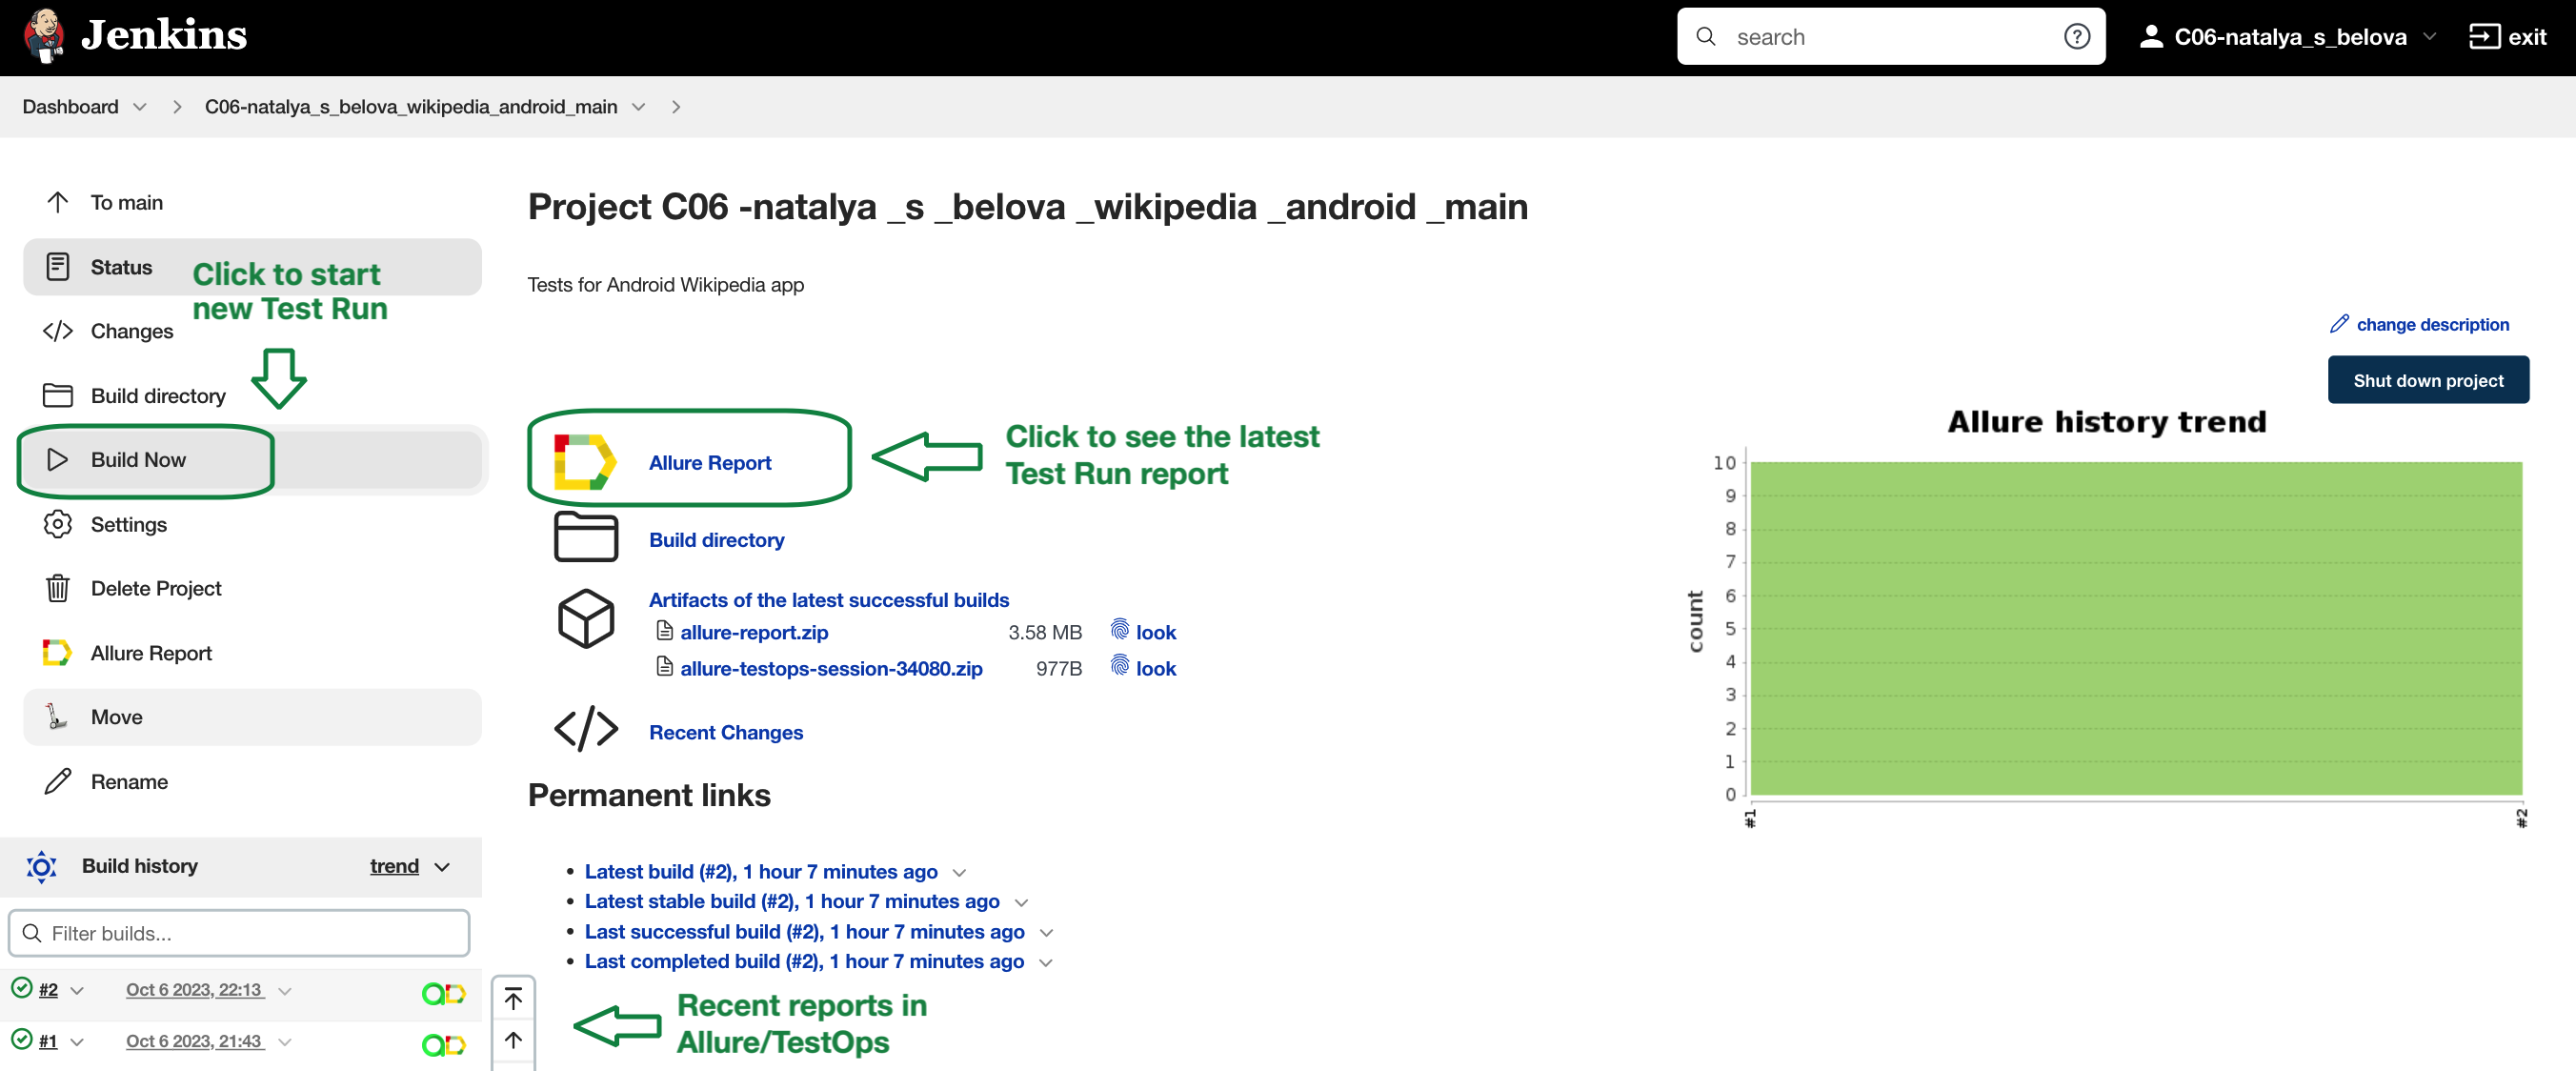 Jenkins
search
C06-natalya_s_belova
exit
Dashboard
C06-natalya_s_belova_wikipedia_android_main
To main
Status
Click to start
new Test Run
Changes
Build directory
Build Now
Settings
Delete Project
Allure Report
Move
Rename
Build history
trend
Filter builds...
#2 Oct 6 2023, 22:13
#1 Oct 6 2023, 21:43
Project C06 -natalya _s _belova _wikipedia _android _main
Tests for Android Wikipedia app
change description
Shut down project
Allure Report
Click to see the latest
Test Run report
Build directory
Artifacts of the latest successful builds
allure-report.zip 3.58 MB look
allure-testops-session-34080.zip 977B look
Recent Changes
Permanent links
Latest build (#2), 1 hour 7 minutes ago
Latest stable build (#2), 1 hour 7 minutes ago
Last successful build (#2), 1 hour 7 minutes ago
Last completed build (#2), 1 hour 7 minutes ago
Recent reports in
Allure/TestOps
Allure history trend
count
10
9
8
7
6
5
4
3
2
1
0
#1
#2